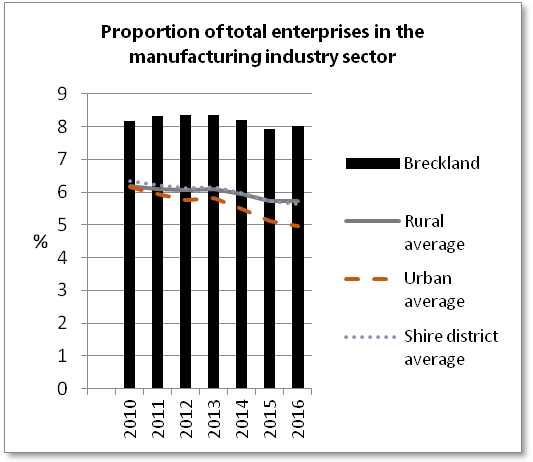 Proportion of total enterprises in the
manufacturing industry sector
9
8
7
6
5
4
3
2
1
0
%
2010
2011
2012
2013
2014
2015
2016
Breckland
Rural
average
Urban
average
Shire district
average